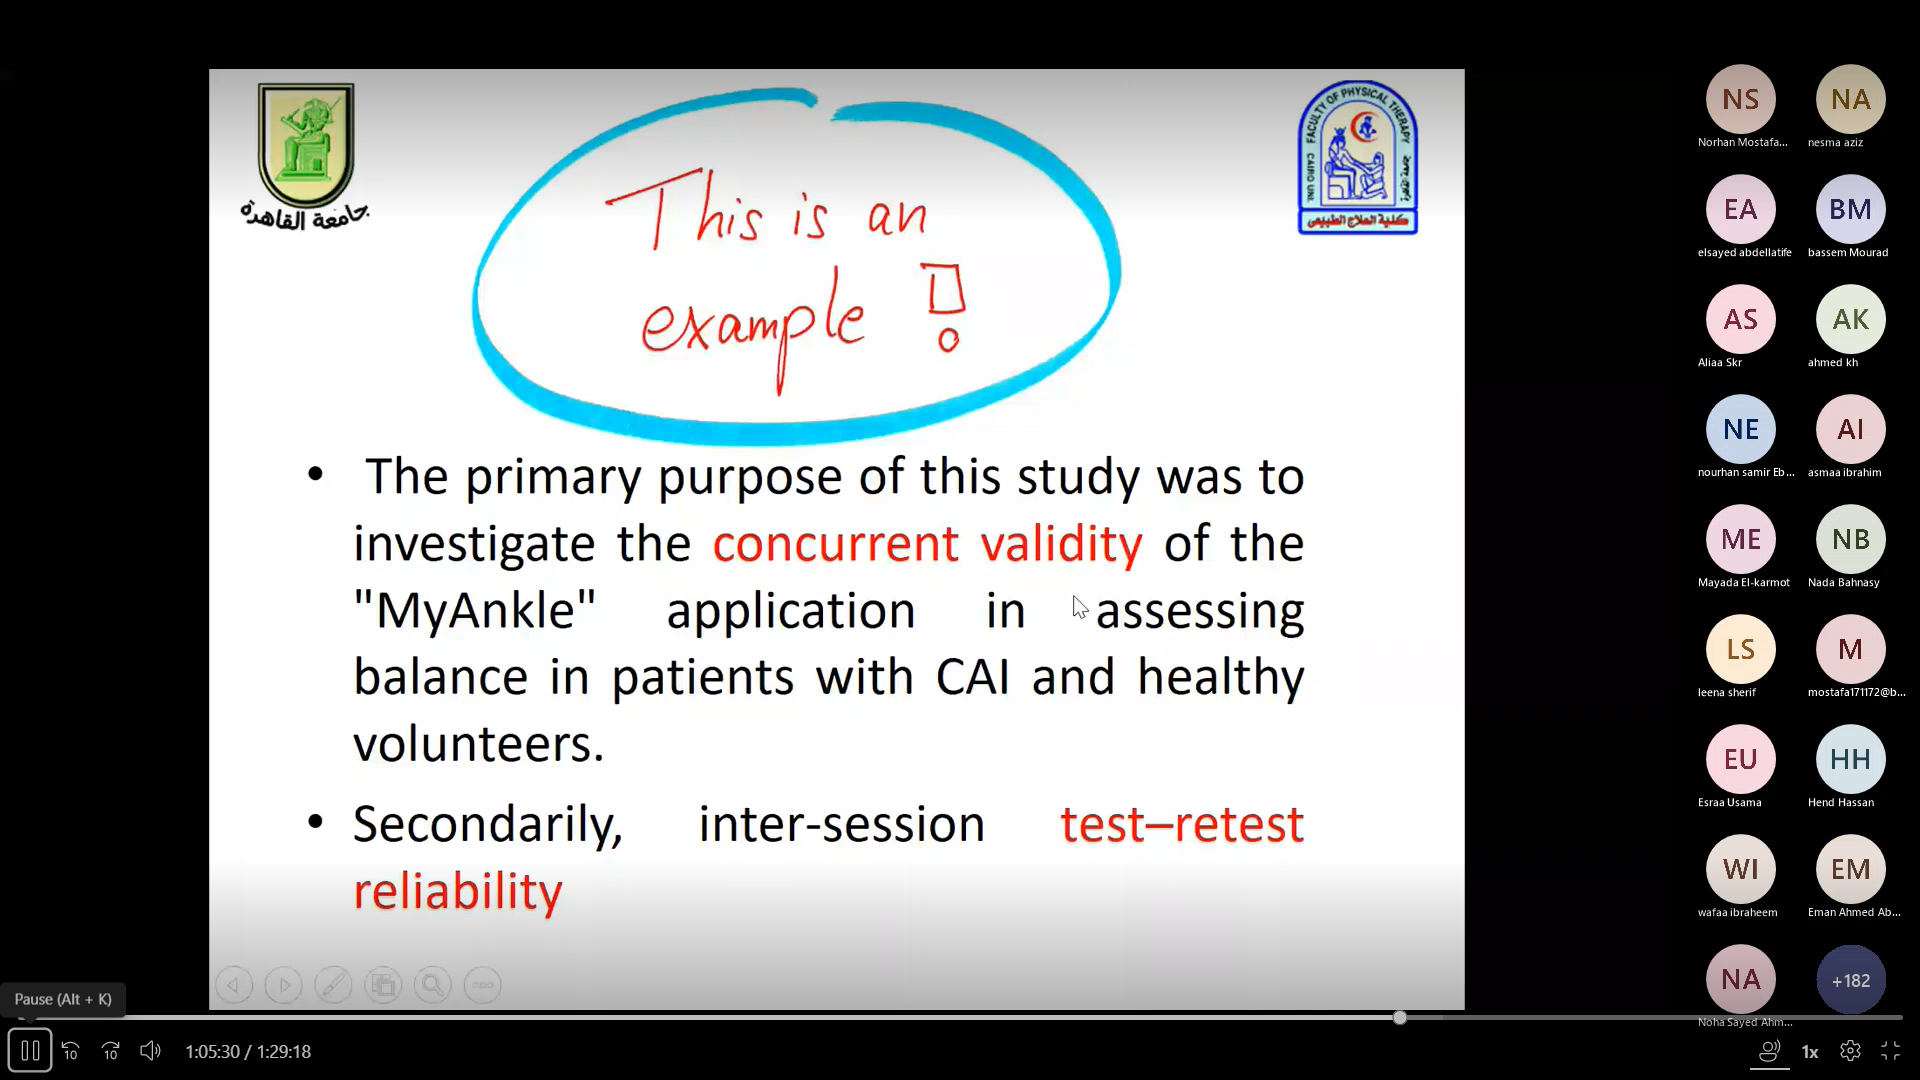 جامعة القاهرة
FACULTY OF PHYSICAL THERAPY
CAIRO UNI.
كلية العلاج الطبيعى
This is an
example !
• The primary purpose of this study was to
investigate the concurrent validity of the
"MyAnkle" application in assessing
balance in patients with CAI and healthy
volunteers.
• Secondarily, inter-session test–retest
reliability
NS
NA
Norhan Mostafa...
nesma aziz
EA
BM
elsayed abdellatife
bassem Mourad
AS
AK
Aliaa Skr
ahmed kh
NE
AI
nourhan samir Eb...
asmaa ibrahim
ME
NB
Mayada El-karmot
Nada Bahnasy
LS
M
leena sherif
mostafa171172@b...
EU
HH
Esraa Usama
Hend Hassan
WI
EM
wafaa ibraheem
Eman Ahmed Ab...
NA
+182
Noha Sayed Ahm...
Pause (Alt + K)
10
10
1:05:30 / 1:29:18
1x